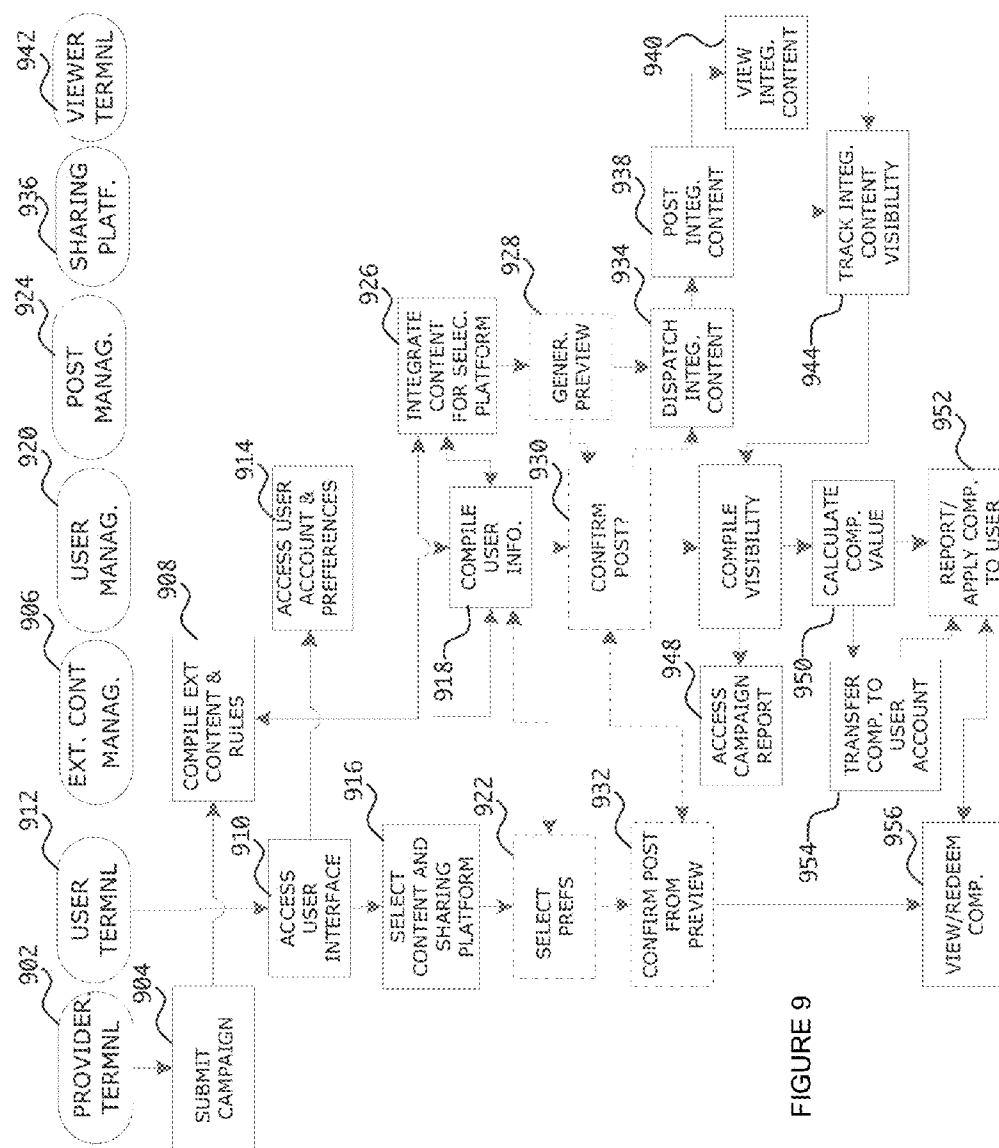 902
PROVIDER.
TERMNL
912
USER
TERMNL
906
EXT. CONT
MANAG.
920
USER
MANAG.
924
POST
MANAG.
936
SHARING
PLATF.
942
VIEWER
TERMNL
904
SUBMIT
CAMPAIGN
908
COMPILE EXT
CONTENT &
RULES
910
ACCESS
USER
INTERFACE
914
ACCESS USER
ACCOUNT &
PREFERENCES
916
SELECT
CONTENT AND
SHARING
PLATFORM
918
COMPILE
USER
INFO.
926
INTEGRATE
CONTENT
FOR SELEC.
PLATFORM
922
SELECT
PREFS
928
GENER.
PREVIEW
930
CONFIRM
POST?
932
CONFIRM POST
FROM
PREVIEW
934
DISPATCH
INTEG.
CONTENT
938
POST
INTEG.
CONTENT
940
VIEW
INTEG.
CONTENT
944
TRACK INTEG.
CONTENT
VISIBILITY
COMPILE
VISIBILITY
948
ACCESS
CAMPAIGN
REPORT
950
CALCULATE
COMP.
VALUE
954
TRANSFER
COMP. TO
USER
ACCOUNT
952
REPORT/
APPLY COMP.
TO USER
956
VIEW/REDEEM
COMP.
FIGURE 9